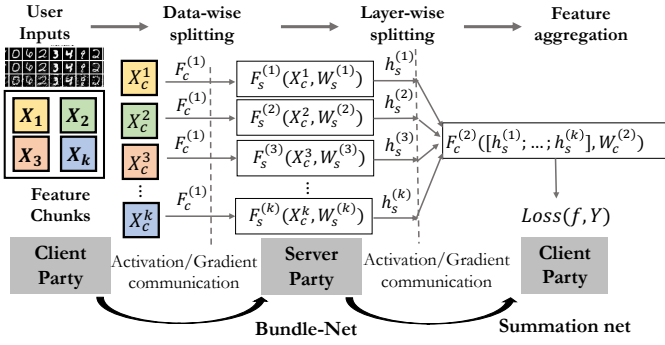 User
Inputs
Data-wise
splitting
Layer-wise
splitting
Feature
aggregation
X_1
X_2
X_3
X_k
Feature
Chunks
X_c^1
X_c^2
X_c^3
⋮
X_c^k
F_c^{(1)}
F_c^{(1)}
F_c^{(1)}
F_c^{(1)}
F_s^{(1)}(X_c^1, W_s^{(1)})
F_s^{(2)}(X_c^2, W_s^{(2)})
F_s^{(3)}(X_c^3, W_s^{(3)})
⋮
F_s^{(k)}(X_c^k, W_s^{(k)})
h_s^{(1)}
h_s^{(2)}
h_s^{(3)}
h_s^{(k)}
F_c^{(2)}([h_s^{(1)}; …; h_s^{(k)}], W_c^{(2)})
Loss(f, Y)
Client
Party
Activation/Gradient
communication
Server
Party
Activation/Gradient
communication
Client
Party
Bundle-Net
Summation net